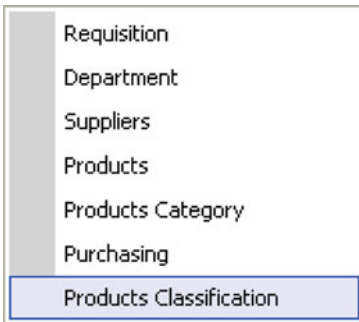 Requisition
Department
Suppliers
Products
Products Category
Purchasing
Products Classification